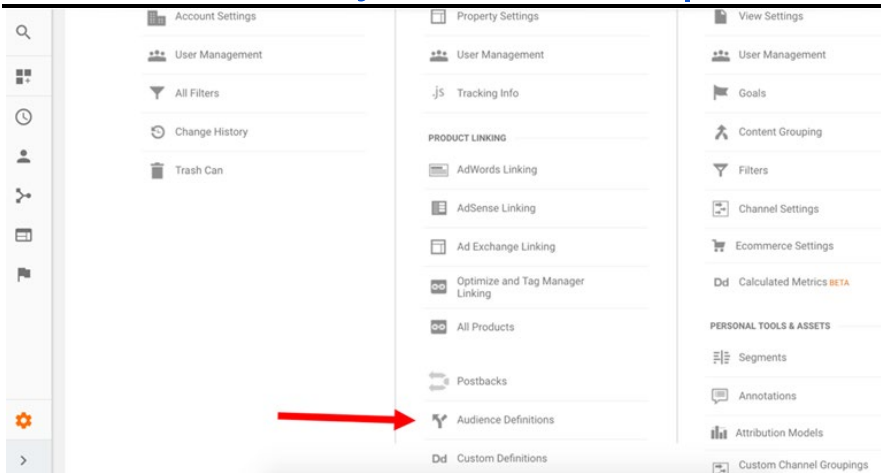 Account Settings
User Management
All Filters
Change History
Trash Can
Property Settings
User Management
.js Tracking Info
PRODUCT LINKING
AdWords Linking
AdSense Linking
Ad Exchange Linking
Optimize and Tag Manager
Linking
All Products
Postbacks
Audience Definitions
Dd Custom Definitions
View Settings
User Management
Goals
Content Grouping
Filters
Channel Settings
Ecommerce Settings
Dd Calculated Metrics BETA
PERSONAL TOOLS & ASSETS
Segments
Annotations
Attribution Models
Custom Channel Groupings